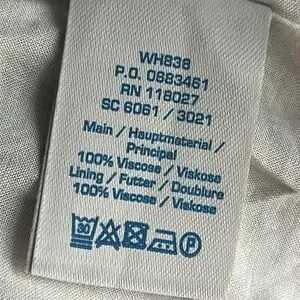 WH838
P.O. 0883461
RN 118027
SC 6061 / 3021
Main / Hauptmaterial /
Principal
100% Viscose / Viskose
Lining / Futter / Doublure
100% Viscose / Viskose
30
P